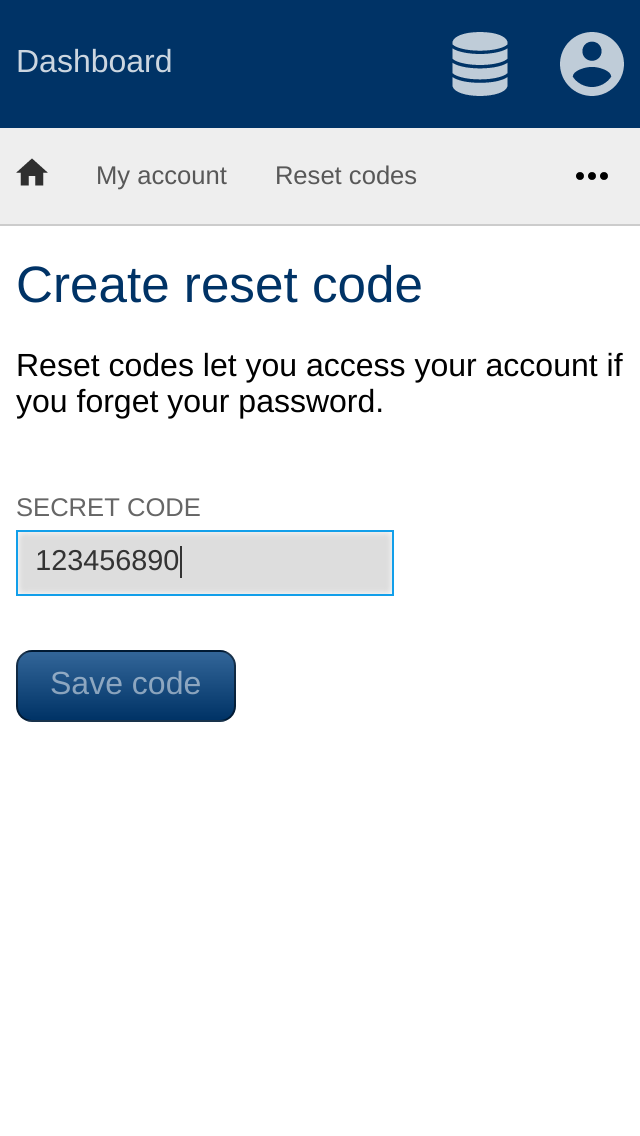 Dashboard
My account Reset codes
Create reset code
Reset codes let you access your account if
you forget your password.
SECRET CODE
123456890
Save code